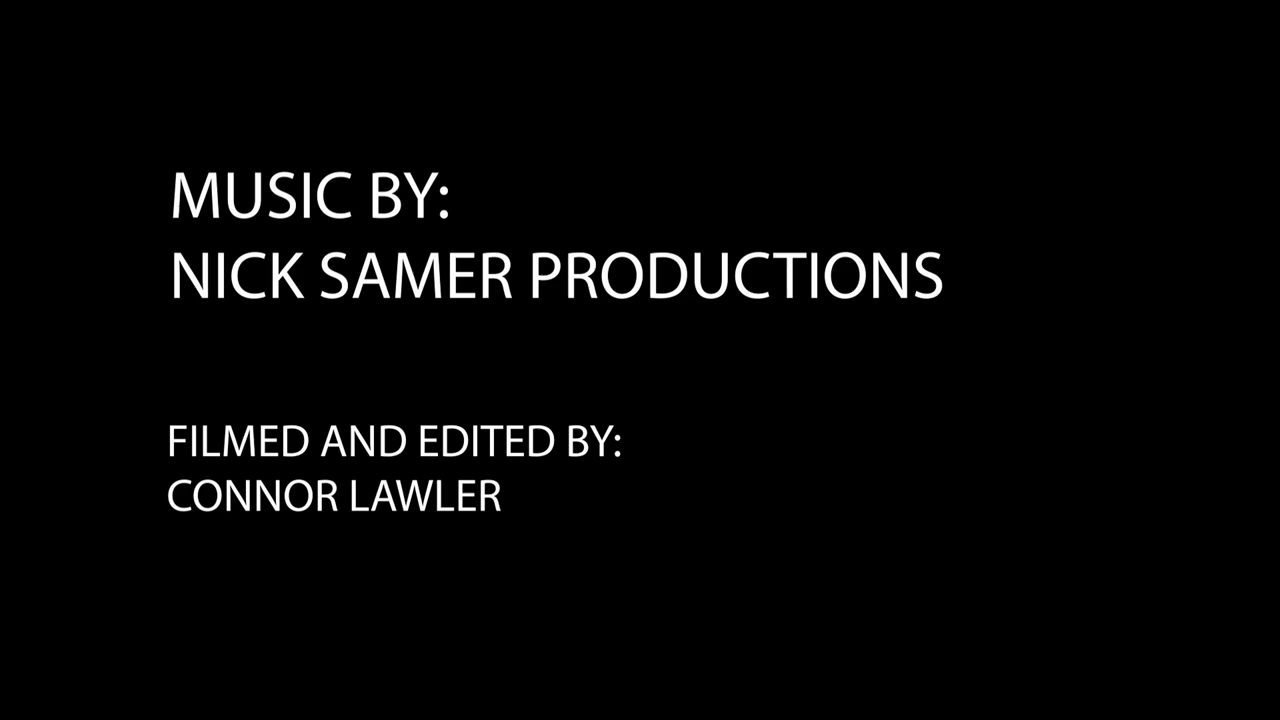 MUSIC BY:
NICK SAMER PRODUCTIONS
FILMED AND EDITED BY:
CONNOR LAWLER